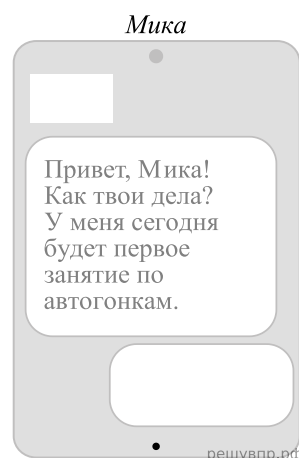 Мика
Привет, Мика!
Как твои дела?
У меня сегодня
будет первое
занятие по
автогонкам.
решувпр.рф